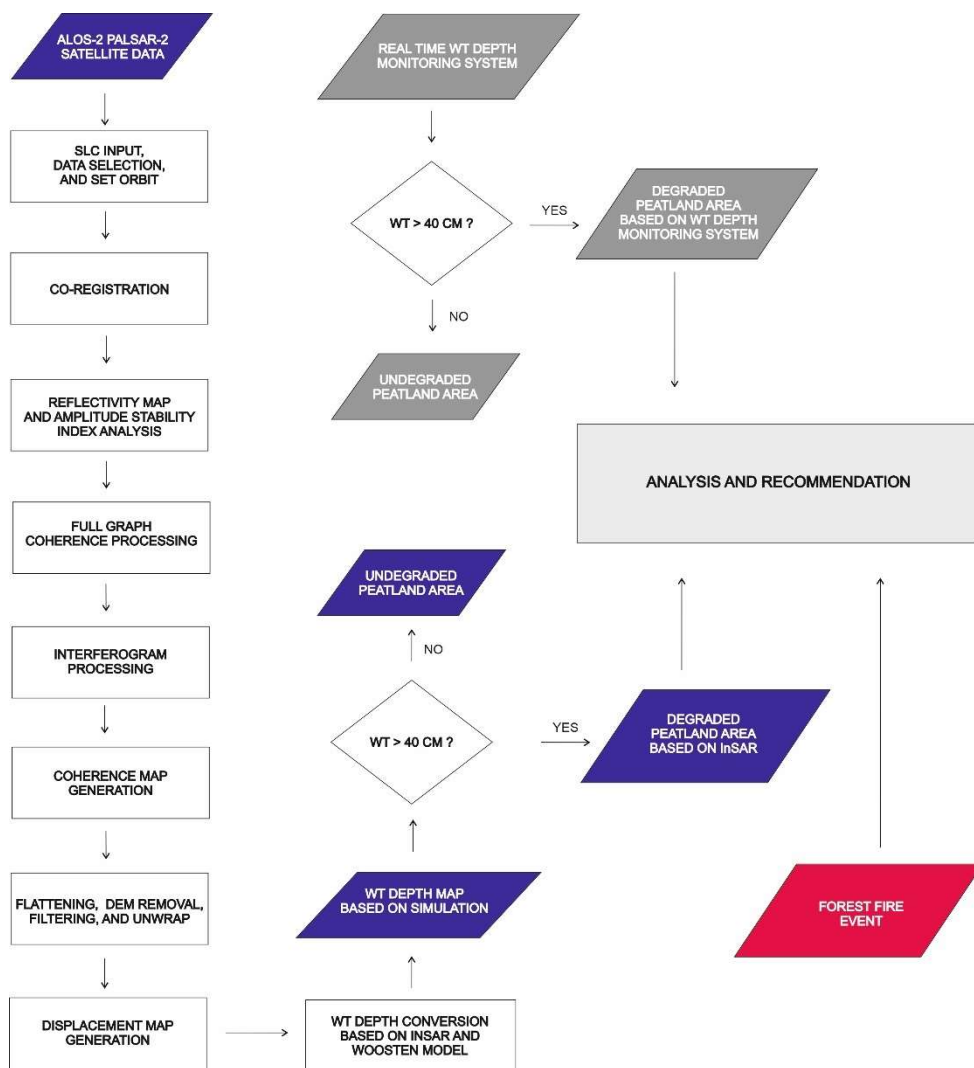 ALOS-2 PALSAR-2
SATELLITE DATA
SLC INPUT,
DATA SELECTION,
AND SET ORBIT
CO-REGISTRATION
REFLECTIVITY MAP
AND AMPLITUDE STABILITY
INDEX ANALYSIS
FULL GRAPH
COHERENCE PROCESSING
INTERFEROGRAM
PROCESSING
COHERENCE MAP
GENERATION
FLATTENING, DEM REMOVAL,
FILTERING, AND UNWRAP
DISPLACEMENT MAP
GENERATION
WT DEPTH CONVERSION
BASED ON INSAR AND
WOOSTEN MODEL
WT DEPTH MAP
BASED ON SIMULATION
WT > 40 CM ?
NO
UNDEGRADED
PEATLAND AREA
YES
DEGRADED
PEATLAND AREA
BASED ON InSAR
REAL TIME WT DEPTH
MONITORING SYSTEM
WT > 40 CM ?
YES
DEGRADED
PEATLAND AREA
BASED ON WT DEPTH
MONITORING SYSTEM
NO
UNDEGRADED
PEATLAND AREA
ANALYSIS AND RECOMMENDATION
FOREST FIRE
EVENT